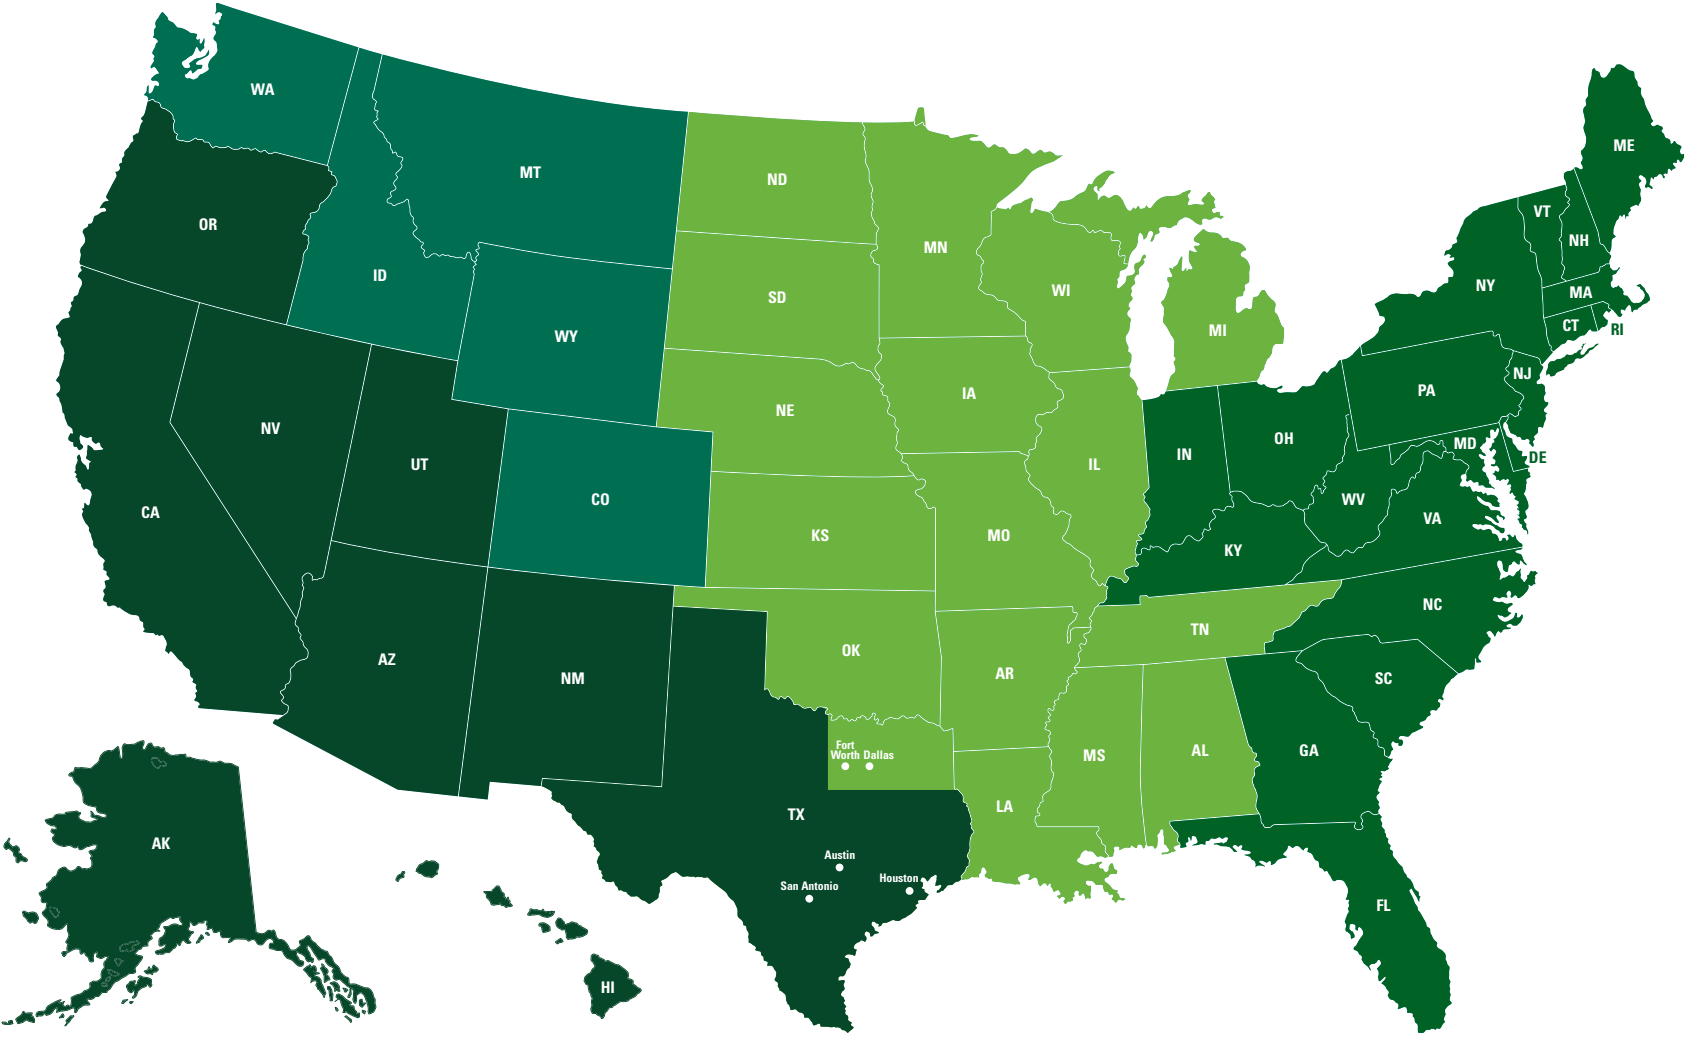 WA
MT
ND
ME
OR
ID
MN
VT
NH
SD
WI
NY
MA
WY
MI
CT
RI
NV
NE
IA
PA
NJ
UT
CO
IL
IN
OH
MD
DE
CA
KS
MO
WV
VA
KY
AZ
NM
OK
AR
TN
NC
SC
Fort
Worth Dallas
MS
AL
GA
TX
LA
AK
Austin
San Antonio
Houston
FL
HI